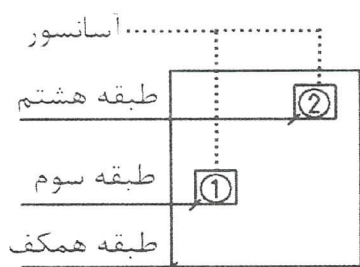 آسانسور
طبقه هشتم
②
طبقه سوم
①
طبقه همکف